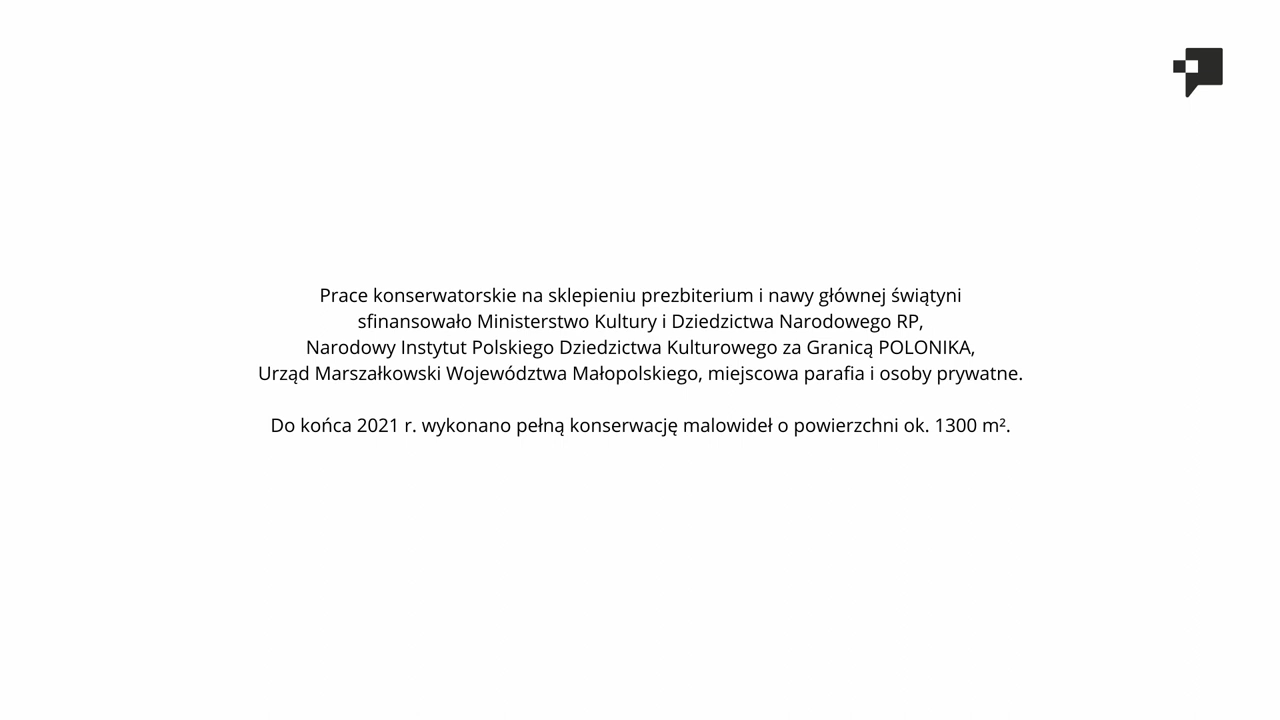 Prace konserwatorskie na sklepieniu prezbiterium i nawy głównej świątyni
sfinansowało Ministerstwo Kultury i Dziedzictwa Narodowego RP,
Narodowy Instytut Polskiego Dziedzictwa Kulturowego za Granicą POLONIKA,
Urząd Marszałkowski Województwa Małopolskiego, miejscowa parafia i osoby prywatne.
Do końca 2021 r. wykonano pełną konserwację malowideł o powierzchni ok. 1300 m².